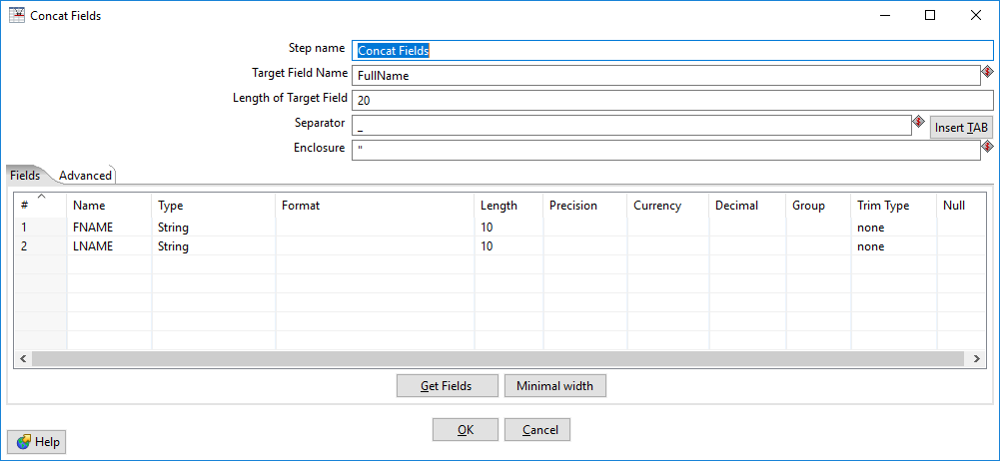 Concat Fields
Step name Concat Fields
Target Field Name FullName
Length of Target Field 20
Separator _ Insert TAB
Enclosure "
Fields Advanced
# Name Type Format Length Precision Currency Decimal Group Trim Type Null
1 FNAME String 10 none
2 LNAME String 10 none
Get Fields Minimal width
OK Cancel
Help